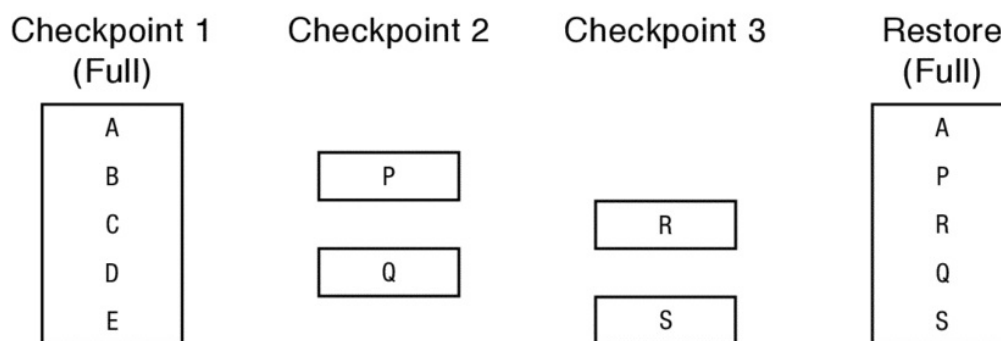 Checkpoint 1 Checkpoint 2 Checkpoint 3 Restore
(Full) (Full)
A A
B P P
C R R
D Q Q
E S S